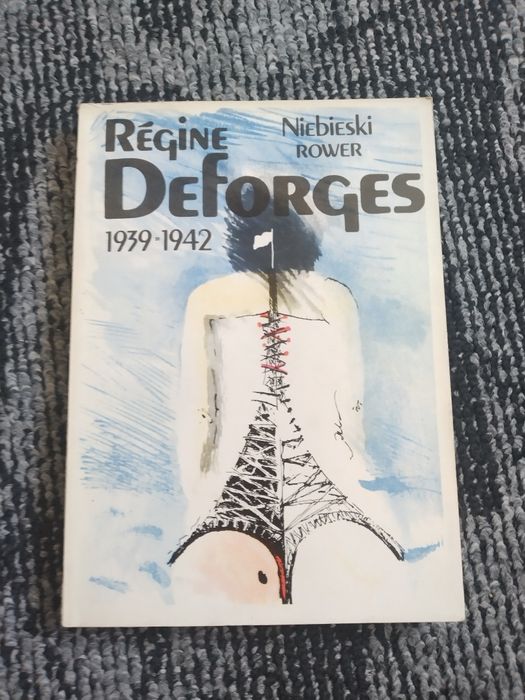 Régine
Niebieski
ROWER
Deforges
1939-1942